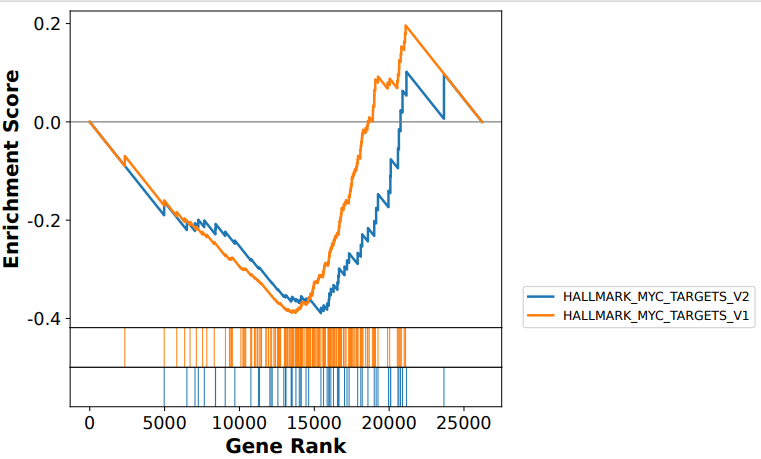 0.2
0.0
-0.2
-0.4
Enrichment Score
0 5000 10000 15000 20000 25000
Gene Rank
HALLMARK_MYC_TARGETS_V2
HALLMARK_MYC_TARGETS_V1